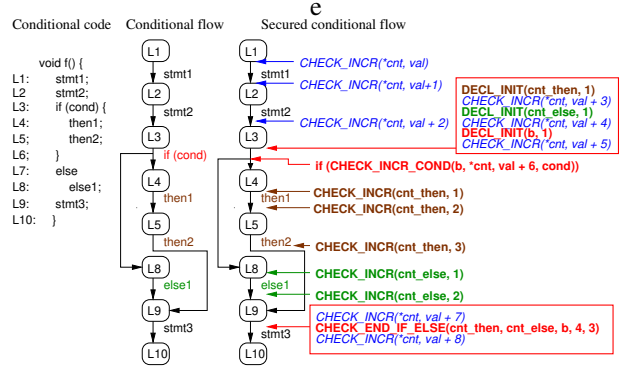 e
Conditional code
void f() {
L1: stmt1;
L2 stmt2;
L3: if (cond) {
L4: then1;
L5; then2;
L6; }
L7: else
L8: else1;
L9: stmt3;
L10: }
Conditional flow
L1
stmt1
L2
stmt2
L3
if (cond)
L4
then1
L5
then2
L8
else1
L9
stmt3
L10
Secured conditional flow
L1
CHECK_INCR(*cnt, val)
stmt1
CHECK_INCR(*cnt, val+1)
L2
stmt2
CHECK_INCR(*cnt, val + 2)
L3
DECL_INIT(cnt_then, 1)
CHECK_INCR(*cnt, val + 3)
DECL_INIT(cnt_else, 1)
CHECK_INCR(*cnt, val + 4)
DECL_INIT(b, 1)
CHECK_INCR(*cnt, val + 5)
if (CHECK_INCR_COND(b, *cnt, val + 6, cond))
L4
CHECK_INCR(cnt_then, 1)
then1
CHECK_INCR(cnt_then, 2)
L5
then2
CHECK_INCR(cnt_then, 3)
L8
CHECK_INCR(cnt_else, 1)
else1
CHECK_INCR(cnt_else, 2)
L9
CHECK_INCR(*cnt, val + 7)
CHECK_END_IF_ELSE(cnt_then, cnt_else, b, 4, 3)
CHECK_INCR(*cnt, val + 8)
stmt3
L10